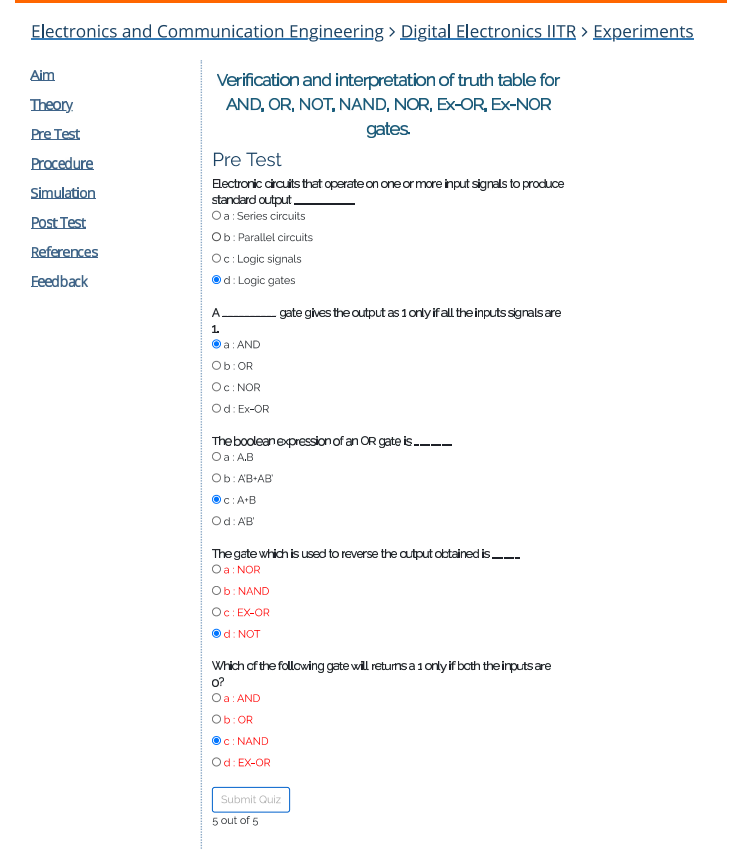 Electronics and Communication Engineering > Digital Electronics IITR > Experiments
Aim
Theory
Pre Test
Procedure
Simulation
Post Test
References
Feedback
Verification and interpretation of truth table for
AND, OR, NOT, NAND, NOR, Ex-OR, Ex-NOR
gates.
Pre Test
Electronic circuits that operate on one or more input signals to produce
standard output ___________
a : Series circuits
b : Parallel circuits
c : Logic signals
d : Logic gates
A __________ gate gives the output as 1 only if all the inputs signals are
1.
a : AND
b : OR
c : NOR
d : Ex-OR
The boolean expression of an OR gate is ______
a : A.B
b : A'B+AB'
c : A+B
d : A'B'
The gate which is used to reverse the output obtained is ____
a : NOR
b : NAND
c : EX-OR
d : NOT
Which of the following gate will returns a 1 only if both the inputs are
0?
a : AND
b : OR
c : NAND
d : EX-OR
Submit Quiz
5 out of 5